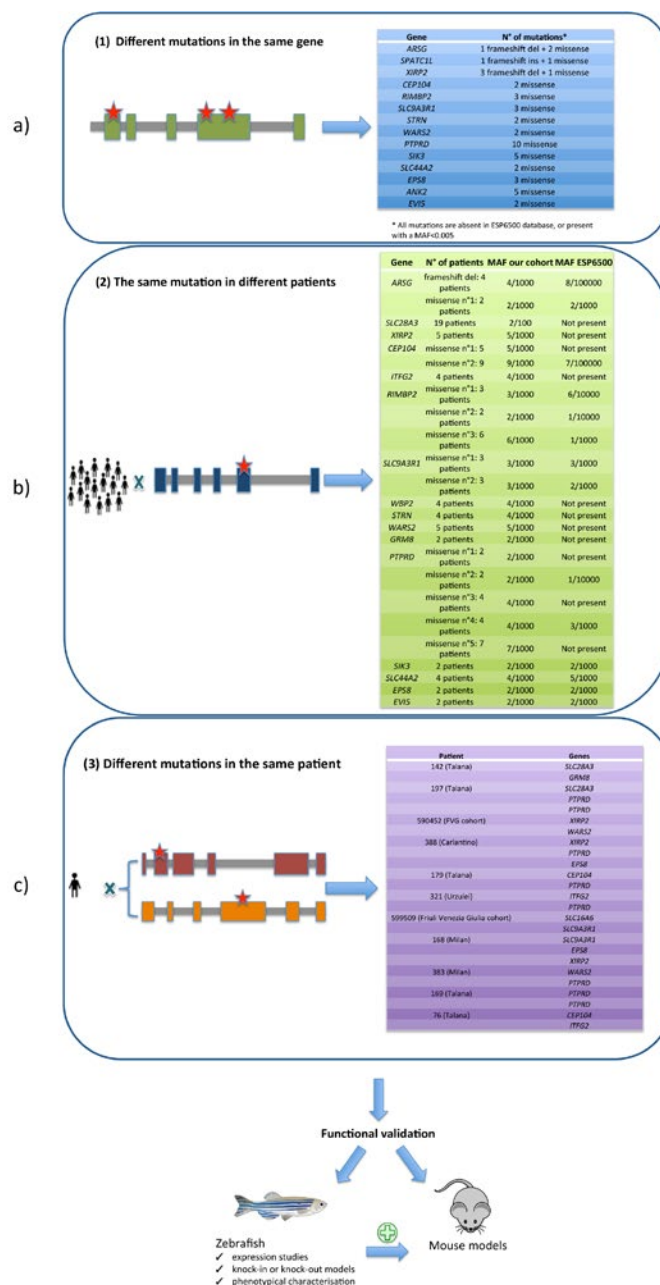 a)
(1) Different mutations in the same gene
Gene N° of mutations*
ARSG 1 frameshift del + 2 missense
SPATC1L 1 frameshift ins + 1 missense
XIRP2 3 frameshift del + 1 missense
CEP104 2 missense
RIMBP2 3 missense
SLC9A3R1 3 missense
STRN 2 missense
WARS2 2 missense
PTPRD 10 missense
SIK3 5 missense
SLC44A2 2 missense
EPS8 3 missense
ANK2 5 missense
EVI5 2 missense
* All mutations are absent in ESP6500 database, or present
with a MAF<0.005
b)
(2) The same mutation in different patients
Gene N° of patients MAF our cohort MAF ESP6500
ARSG frameshift del: 4 patients 4/1000 8/100000
missense n°1: 2 patients 2/1000 2/1000
SLC28A3 19 patients 2/100 Not present
XIRP2 5 patients 5/1000 Not present
CEP104 missense n°1: 5 5/1000 Not present
missense n°2: 9 9/1000 7/100000
ITFG2 4 patients 4/1000 Not present
RIMBP2 missense n°1: 3 patients 3/1000 6/10000
missense n°2: 2 patients 2/1000 1/10000
missense n°3: 6 patients 6/1000 1/1000
SLC9A3R1 missense n°1: 3 patients 3/1000 3/1000
missense n°2: 3 patients 3/1000 2/1000
WBP2 4 patients 4/1000 Not present
STRN 4 patients 4/1000 Not present
WARS2 5 patients 5/1000 Not present
GRM8 2 patients 2/1000 Not present
PTPRD missense n°1: 2 patients 2/1000 Not present
missense n°2: 2 patients 2/1000 1/10000
missense n°3: 4 patients 4/1000 Not present
missense n°4: 4 patients 4/1000 3/1000
missense n°5: 7 patients 7/1000 Not present
SIK3 2 patients 2/1000 2/1000
SLC44A2 4 patients 4/1000 5/1000
EPS8 2 patients 2/1000 2/1000
EVI5 2 patients 2/1000 2/1000
c)
(3) Different mutations in the same patient
Patient Genes
142 (Talana) SLC28A3
GRM8
197 (Talana) SLC28A3
PTPRD
PTPRD
590452 (FVG cohort) XIRP2
WARS2
388 (Carlantino) XIRP2
PTPRD
EPS8
179 (Talana) CEP104
PTPRD
321 (Urzulei) ITFG2
PTPRD
599509 (Friuli Venezia Giulia cohort) SLC16A6
SLC9A3R1
168 (Milan) SLC9A3R1
EPS8
XIRP2
383 (Milan) WARS2
PTPRD
169 (Talana) PTPRD
PTPRD
76 (Talana) CEP104
ITFG2
Functional validation
Zebrafish
✓ expression studies
✓ knock-in or knock-out models
✓ phenotypical characterisation
Mouse models